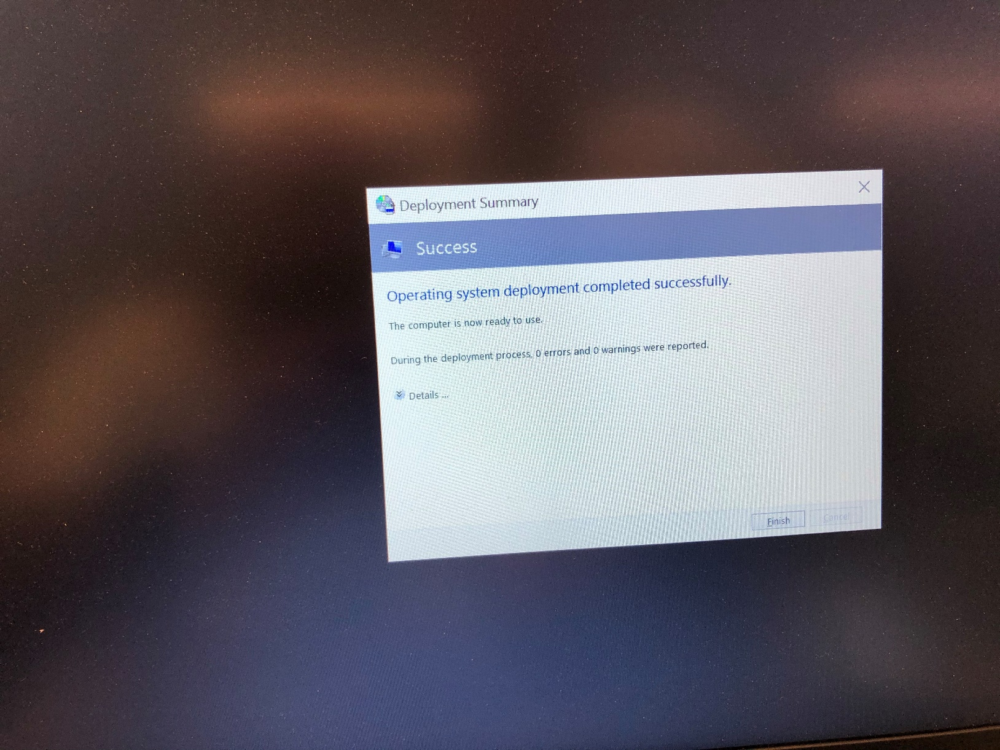 Deployment Summary
Success
Operating system deployment completed successfully.
The computer is now ready to use.
During the deployment process, 0 errors and 0 warnings were reported.
Details ...
Finish
Cancel